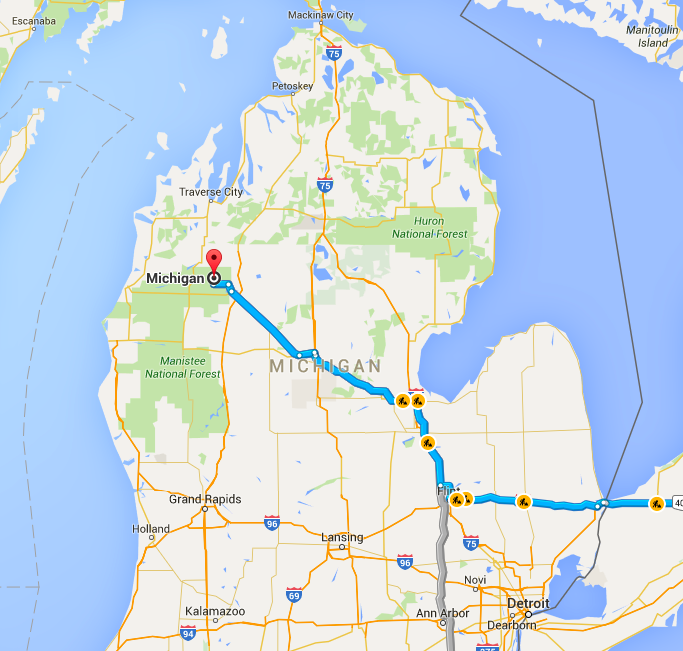 Escanaba
Mackinaw City
Manitoulin
Island
75
Petoskey
75
Traverse City
Huron
National Forest
Michigan
MICHIGAN
Manistee
National Forest
Flint
Grand Rapids
40
96
Holland
Lansing
75
96
Novi
69
Kalamazoo
Ann Arbor
Detroit
Dearborn
94
275